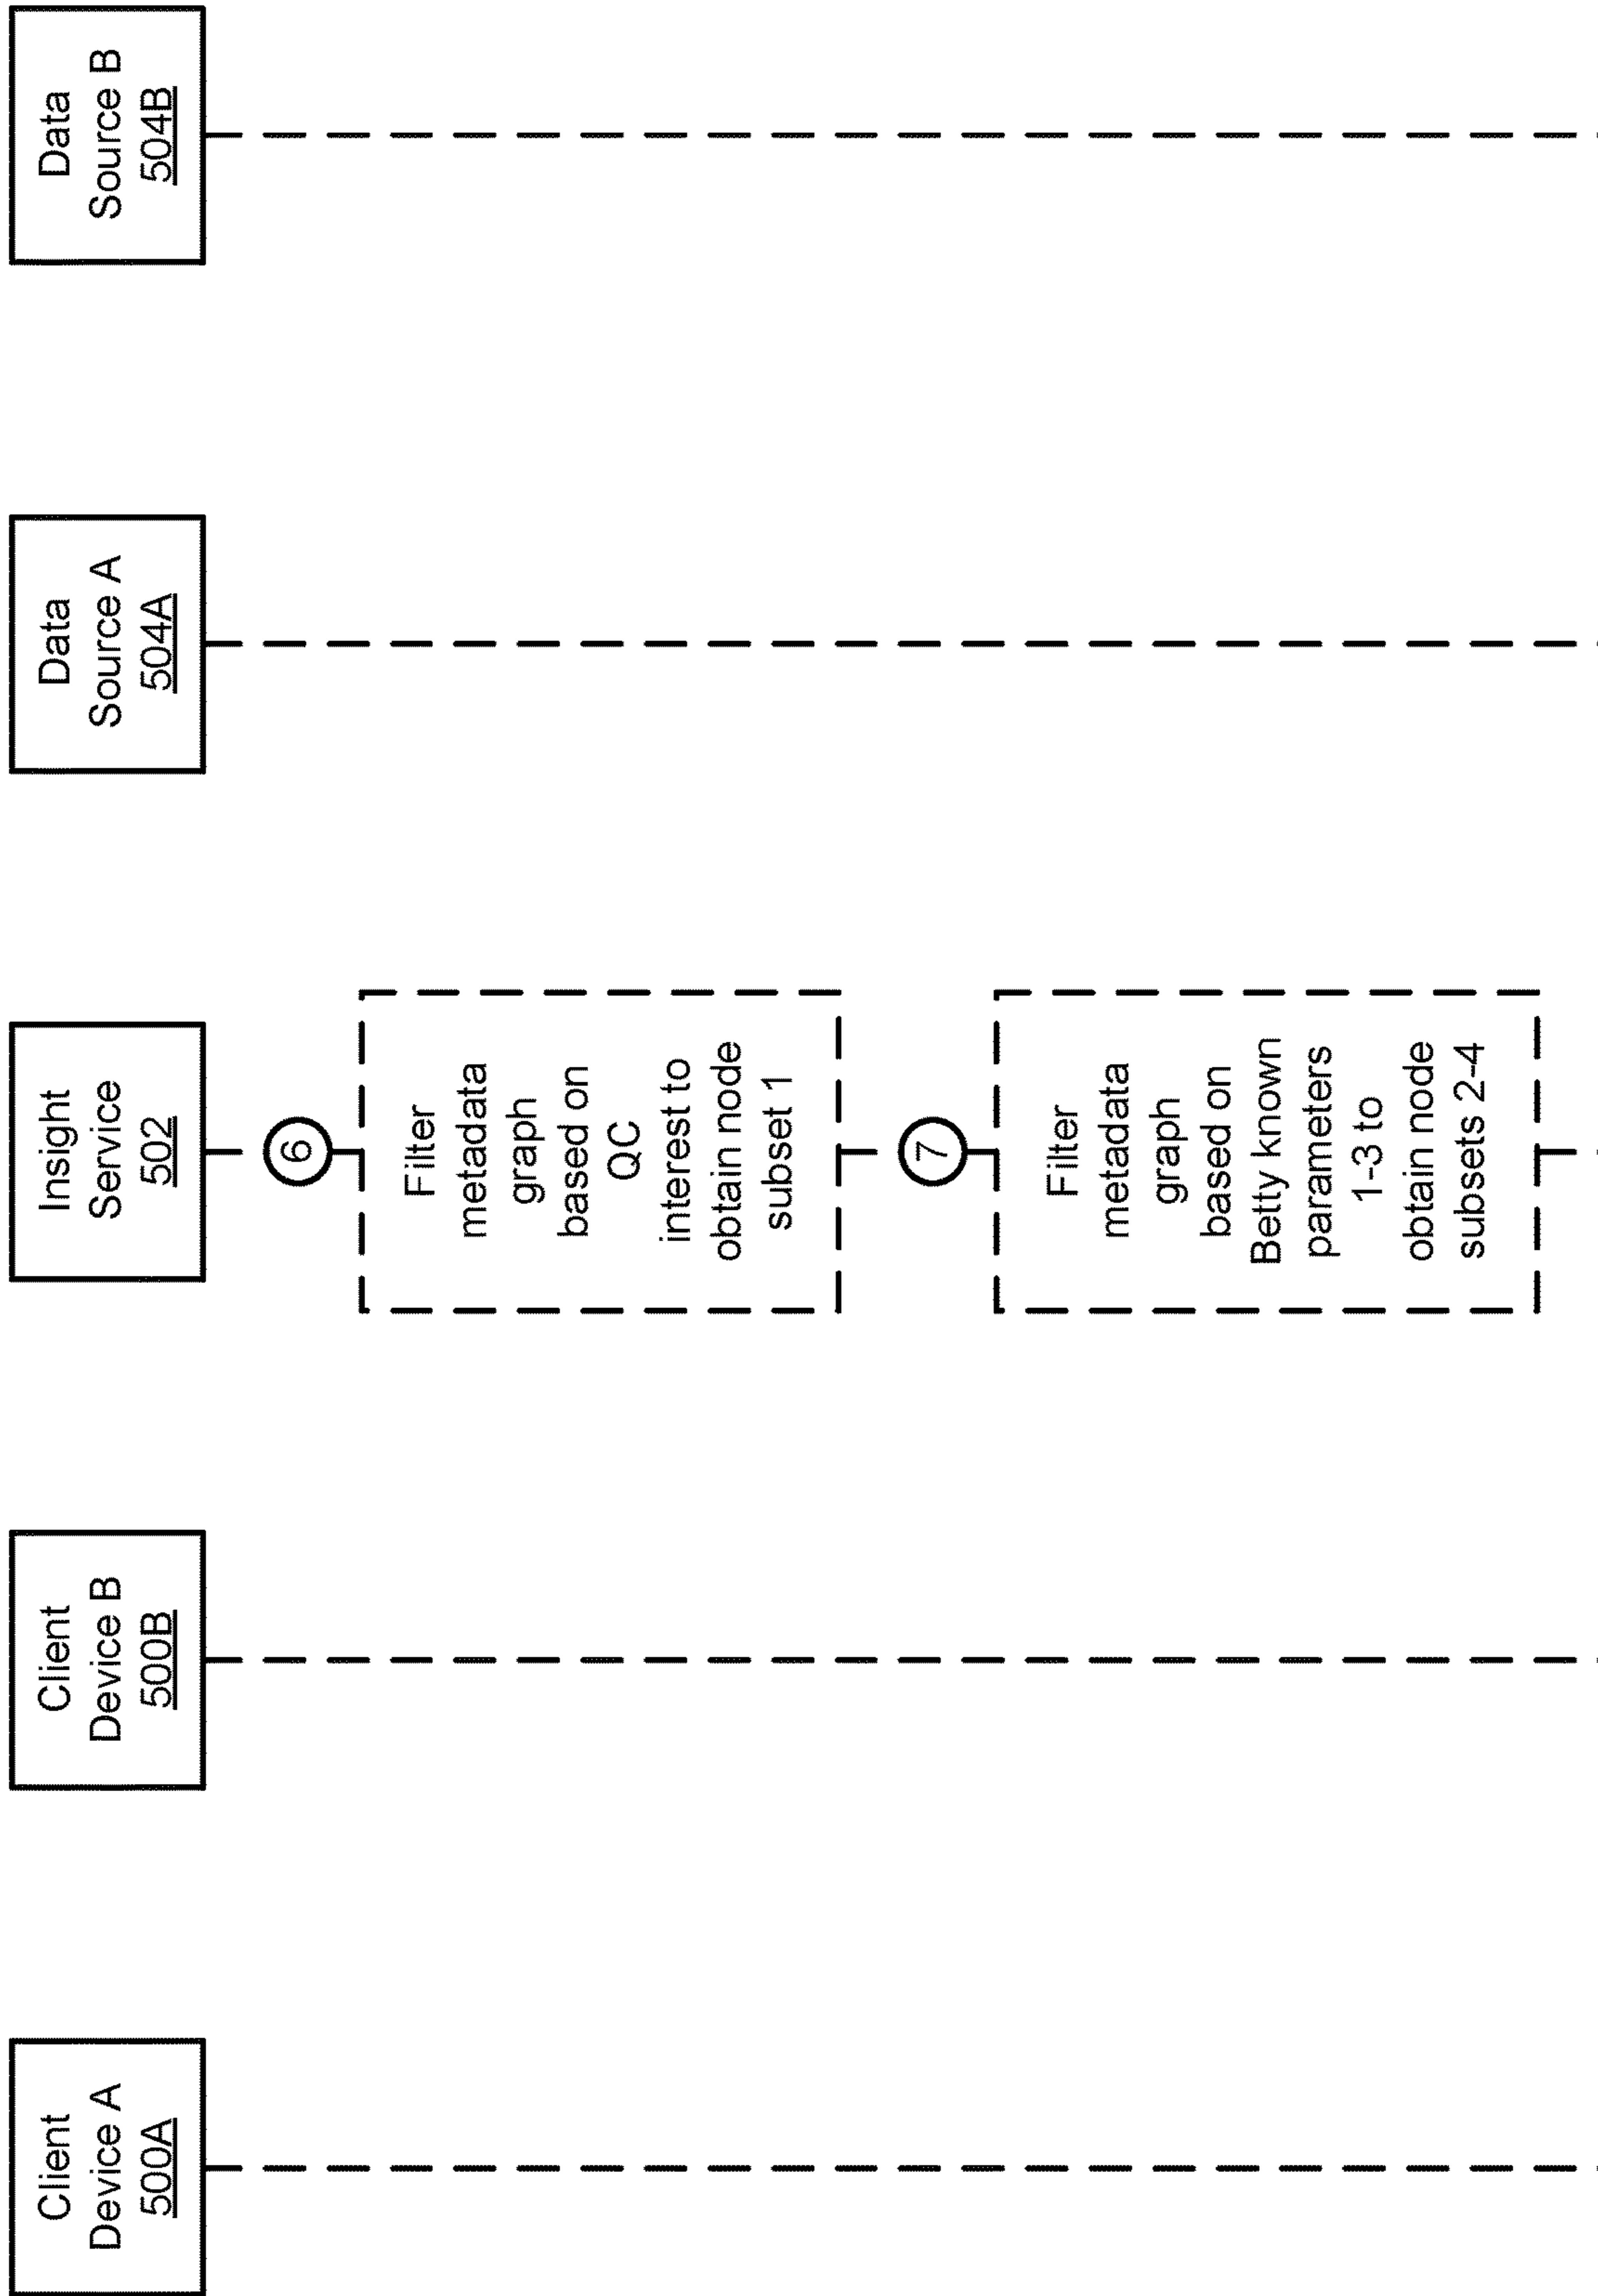 Client
Device A
500A
Client
Device B
500B
Insight
Service
502
Data
Source A
504A
Data
Source B
504B
6
Filter
metadata
graph
based on
QC
interest to
obtain node
subset 1
7
Filter
metadata
graph
based on
Betty known
parameters
1-3 to
obtain node
subsets 2-4